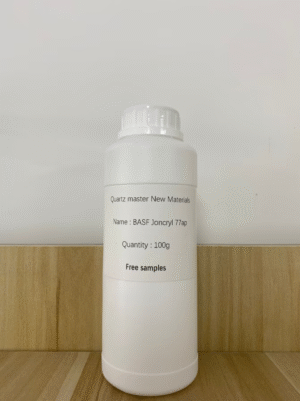 Quartz master New Materials
Name : BASF Joncryl 77ap
Quantity : 100g
Free samples